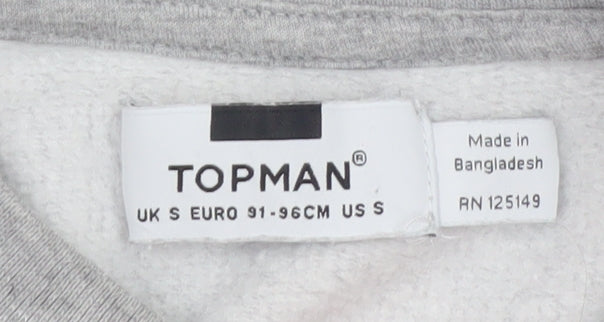 TOPMAN®
UK S EURO 91-96CM US S
Made in
Bangladesh
RN 125149